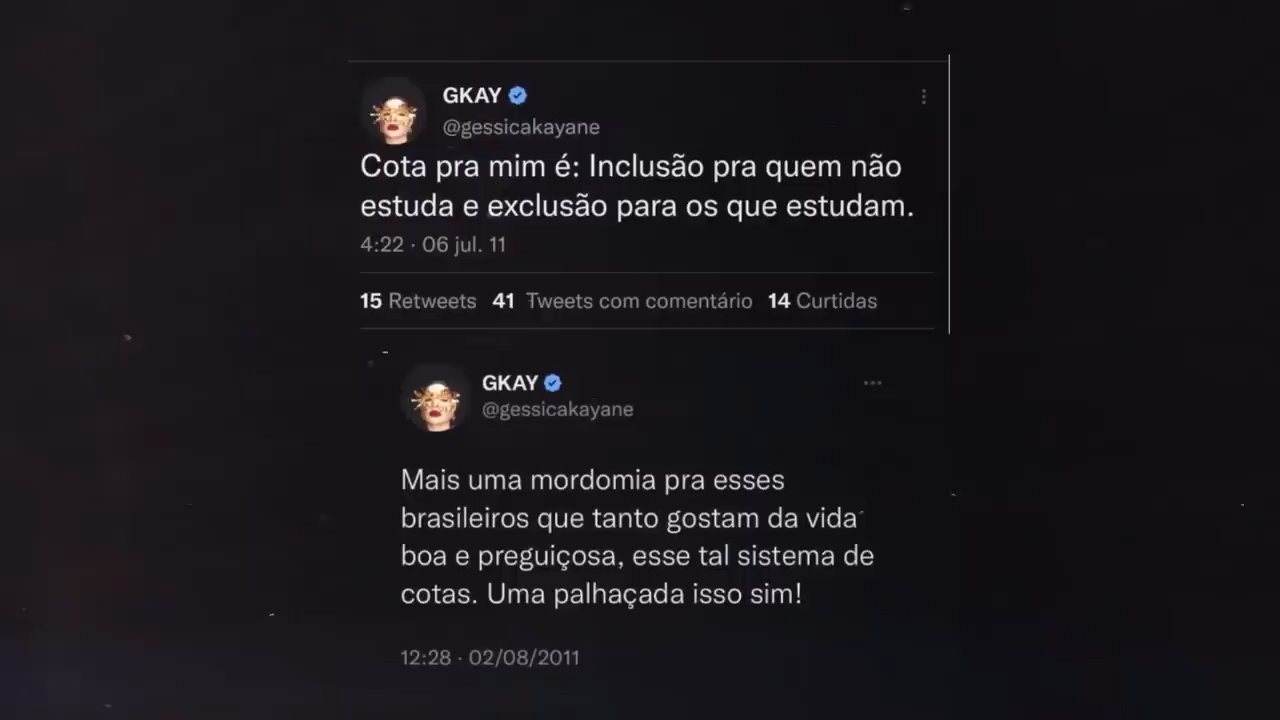 GKAY
@gessicakayane
Cota pra mim é: Inclusão pra quem não
estuda e exclusão para os que estudam.
4:22 · 06 jul. 11
15 Retweets 41 Tweets com comentário 14 Curtidas
GKAY
@gessicakayane
Mais uma mordomia pra esses
brasileiros que tanto gostam da vida
boa e preguiçosa, esse tal sistema de
cotas. Uma palhaçada isso sim!
12:28 · 02/08/2011